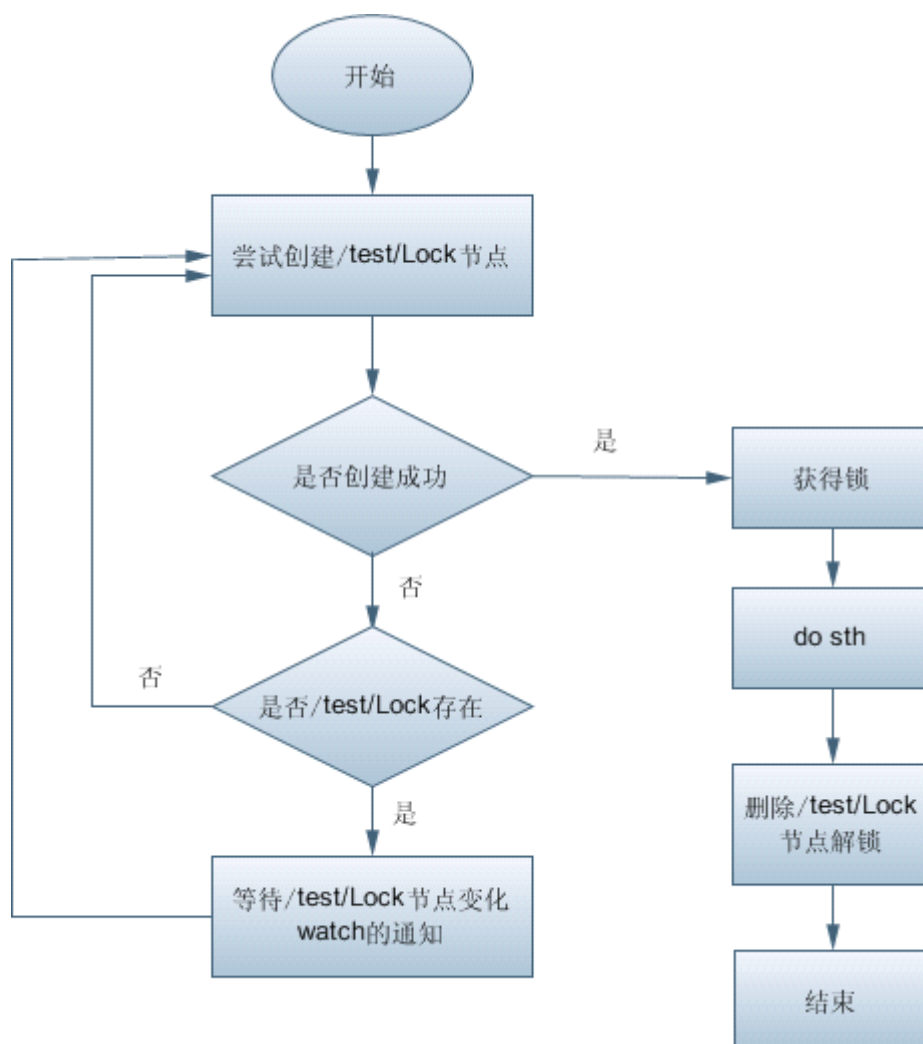 开始
尝试创建/test/Lock节点
是否创建成功
是
获得锁
否
do sth
否
是否/test/Lock存在
是
删除/test/Lock
节点解锁
等待/test/Lock节点变化
watch的通知
结束